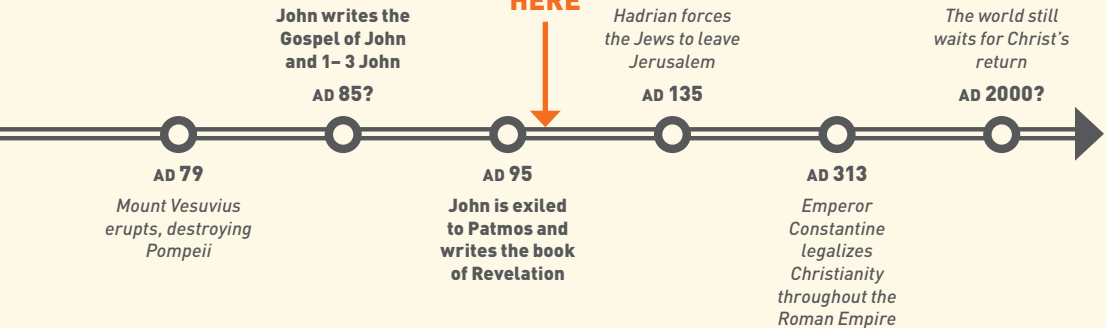 HERE
John writes the
Gospel of John
and 1– 3 John
AD 85?
Hadrian forces
the Jews to leave
Jerusalem
AD 135
The world still
waits for Christ's
return
AD 2000?
AD 79
Mount Vesuvius
erupts, destroying
Pompeii
AD 95
John is exiled
to Patmos and
writes the book
of Revelation
AD 313
Emperor
Constantine
legalizes
Christianity
throughout the
Roman Empire